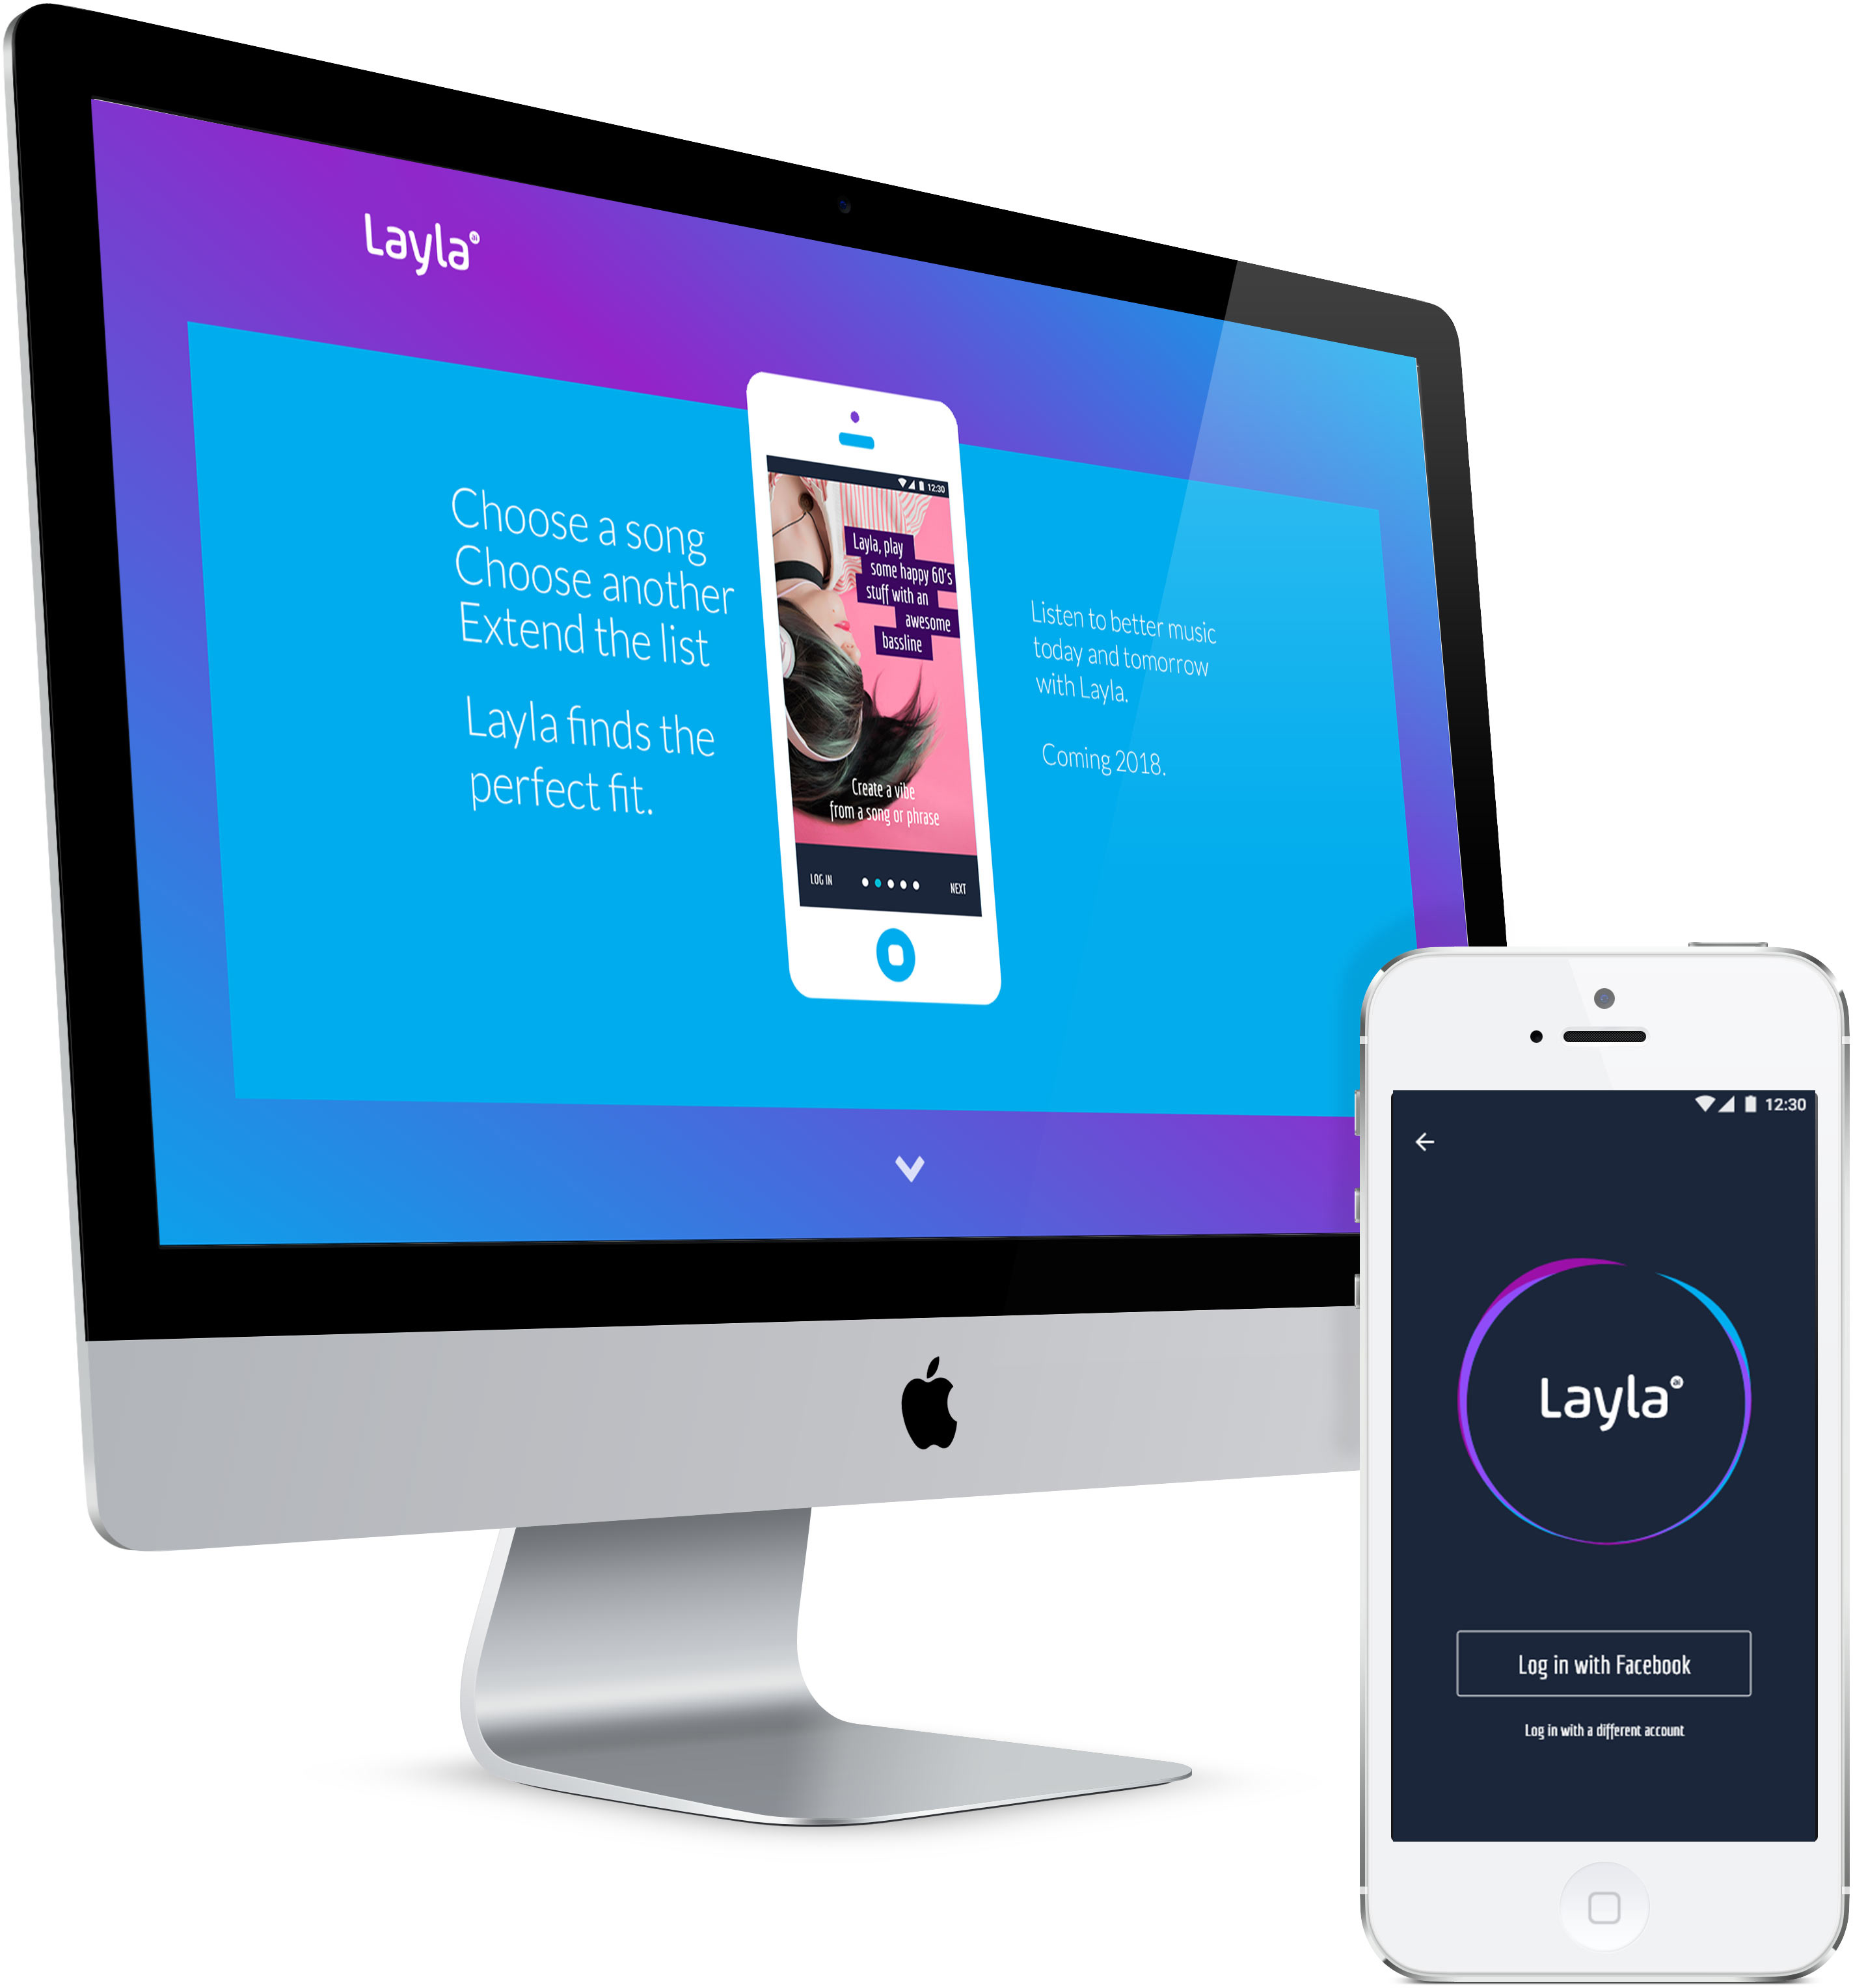 Layla ai
Choose a song
Choose another
Extend the list
Layla finds the
perfect fit.
12:30
Layla, play
some happy 60's
stuff with an
awesome
bassline
Create a vibe
from a song or phrase
LOG IN
NEXT
Listen to better music
today and tomorrow
with Layla.
Coming 2018.
12:30
Layla ai
Log in with Facebook
Log in with a different account